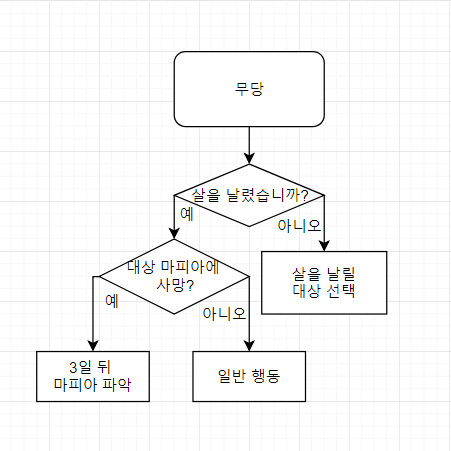 무당
살을 날렸습니까?
예
아니오
대상 마피아에
사망?
살을 날릴
대상 선택
예
아니오
3일 뒤
마피아 파악
일반 행동